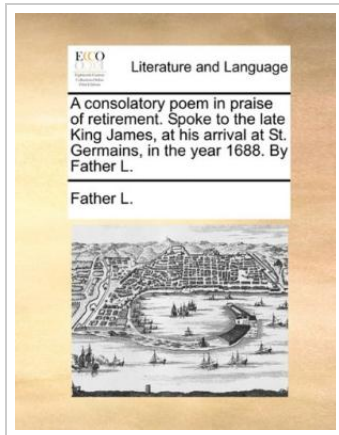 ECCO
Literature and Language
A consolatory poem in praise
of retirement. Spoke to the late
King James, at his arrival at St.
Germains, in the year 1688. By
Father L.
Father L.